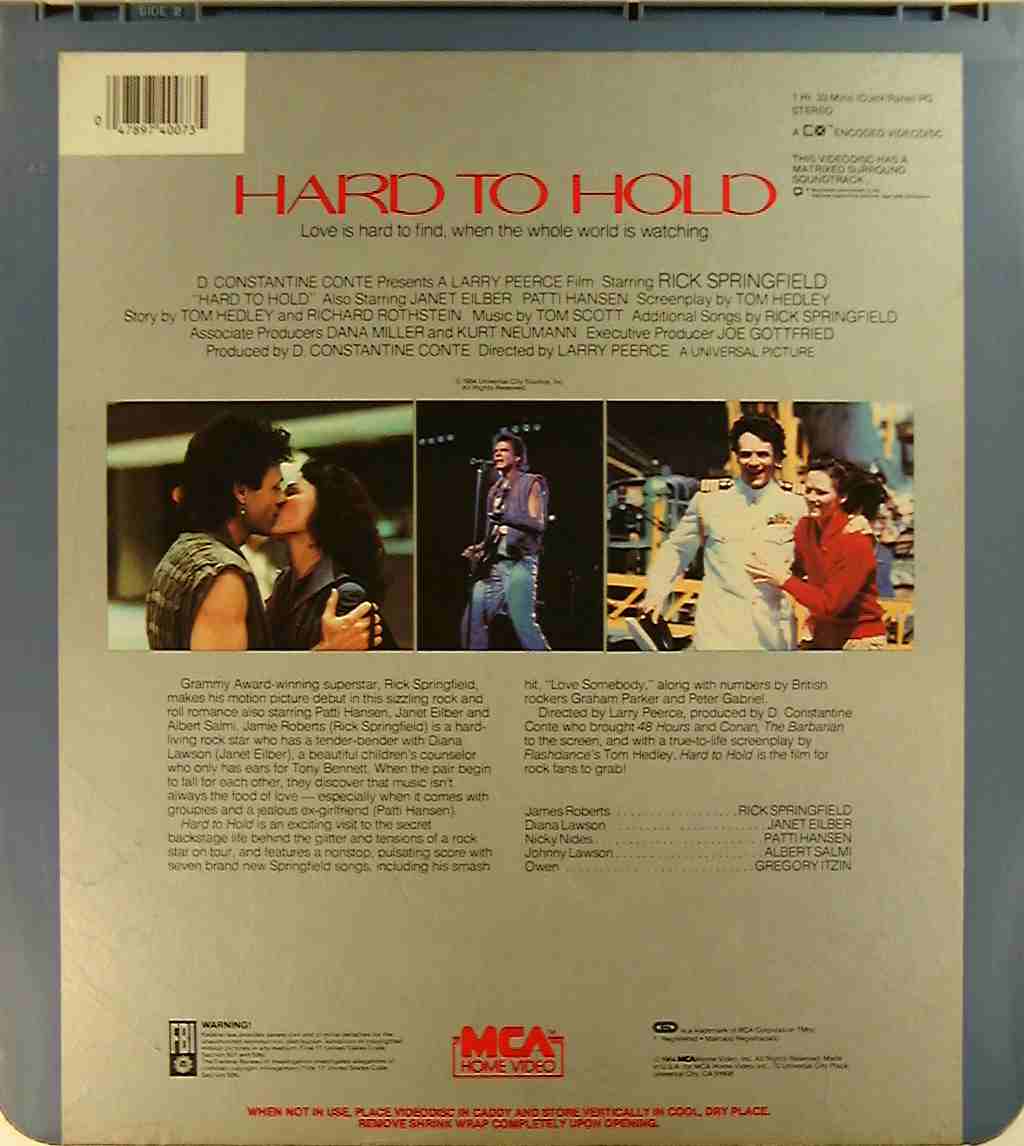 SIDE 2
0 47897 40073
STEREO
A CX™ ENCODED VIDEODISC
THIS VIDEODISC HAS A
MATRIXED SURROUND
SOUNDTRACK.
HARD TO HOLD
Love is hard to find, when the whole world is watching.
D. CONSTANTINE CONTE Presents A LARRY PEERCE Film Starring RICK SPRINGFIELD
"HARD TO HOLD" Also Starring JANET EILBER PATTI HANSEN Screenplay by TOM HEDLEY
Story by TOM HEDLEY and RICHARD ROTHSTEIN Music by TOM SCOTT Additional Songs by RICK SPRINGFIELD
Associate Producers DANA MILLER and KURT NEUMANN Executive Producer JOE GOTTFRIED
Produced by D. CONSTANTINE CONTE Directed by LARRY PEERCE A UNIVERSAL PICTURE
© 1984 Universal City Studios, Inc.
All Rights Reserved.
Grammy Award-winning superstar, Rick Springfield,
makes his motion picture debut in this sizzling rock and
roll romance also starring Patti Hansen, Janet Eilber and
Albert Salmi. Jamie Roberts (Rick Springfield) is a hard-
living rock star who has a fender-bender with Diana
Lawson (Janet Eilber), a beautiful children's counselor
who only has ears for Tony Bennett. When the pair begin
to fall for each other, they discover that music isn't
always the food of love — especially when it comes with
groupies and a jealous ex-girlfriend (Patti Hansen).
Hard to Hold is an exciting visit to the secret
backstage life behind the glitter and tensions of a rock
star on tour, and features a nonstop, pulsating score with
seven brand new Springfield songs, including his smash
hit, "Love Somebody," along with numbers by British
rockers Graham Parker and Peter Gabriel.
Directed by Larry Peerce, produced by D. Constantine
Conte who brought 48 Hours and Conan, The Barbarian
to the screen, and with a true-to-life screenplay by
Flashdance's Tom Hedley, Hard to Hold is the film for
rock fans to grab!
James Roberts . . . . . . . . . . . . . . . . . RICK SPRINGFIELD
Diana Lawson . . . . . . . . . . . . . . . . . JANET EILBER
Nicky Nides . . . . . . . . . . . . . . . . . PATTI HANSEN
Johnny Lawson . . . . . . . . . . . . . . . . . ALBERT SALMI
Owen . . . . . . . . . . . . . . . . . GREGORY ITZIN
FBI
WARNING!
MCA™
HOME VIDEO
WHEN NOT IN USE, PLACE VIDEODISC IN CADDY AND STORE VERTICALLY IN COOL, DRY PLACE.
REMOVE SHRINK WRAP COMPLETELY UPON OPENING.